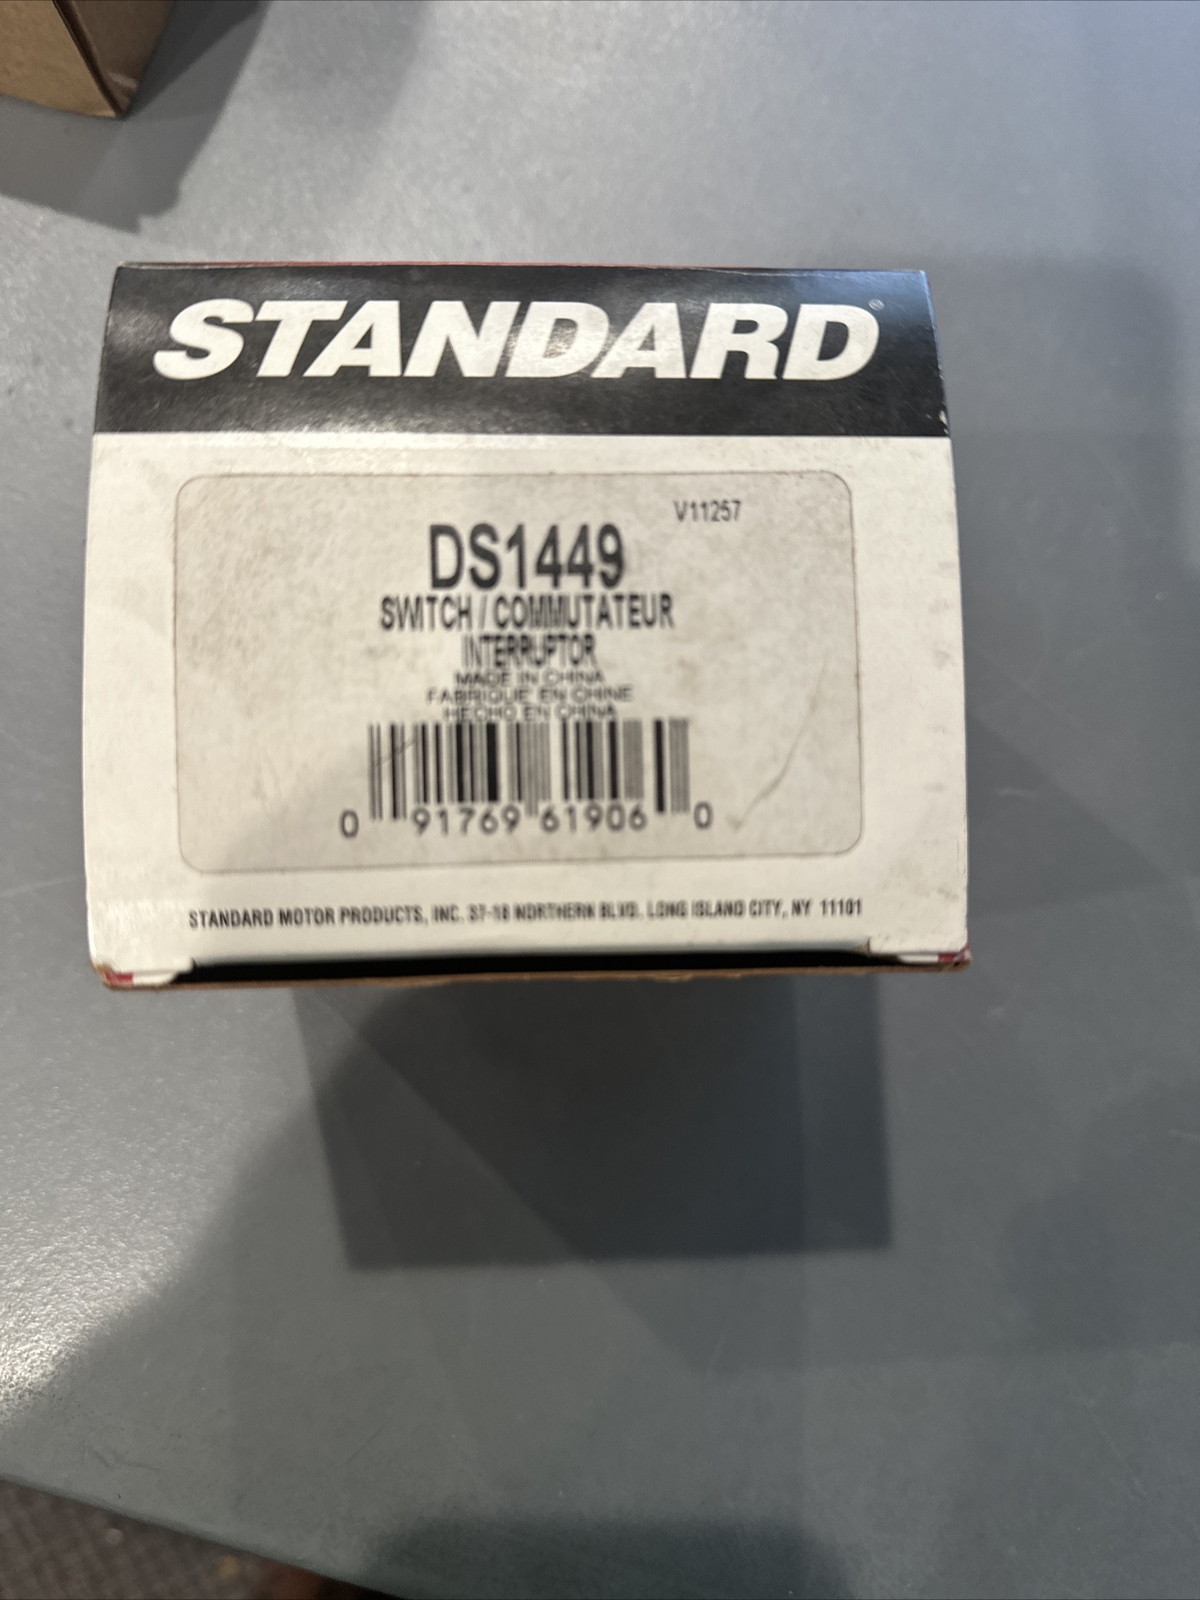 STANDARD®
V11257
DS1449
SWITCH / COMMUTATEUR
INTERRUPTOR
MADE IN CHINA
FABRIQUE EN CHINE
HECHO EN CHINA
0 91769 61906 0
STANDARD MOTOR PRODUCTS, INC. 37-18 NORTHERN BLVD. LONG ISLAND CITY, NY 11101